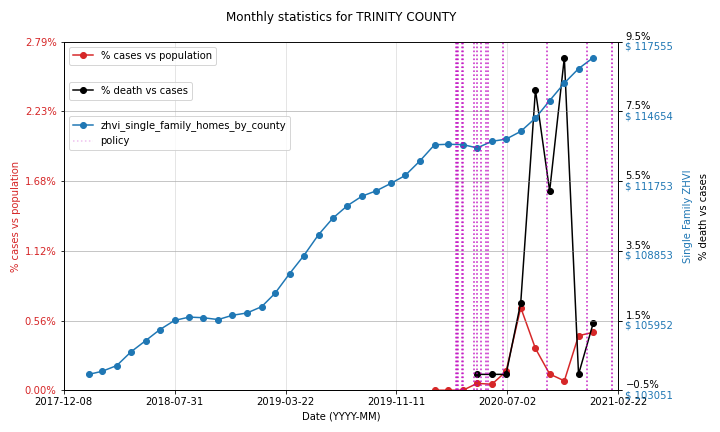 Monthly statistics for TRINITY COUNTY
2.79%
2.23%
1.68%
1.12%
0.56%
0.00%
% cases vs population
% cases vs population
% death vs cases
zhvi_single_family_homes_by_county
policy
9.5%
$ 117555
7.5%
$ 114654
5.5%
$ 111753
3.5%
$ 108853
1.5%
$ 105952
−0.5%
$ 103051
Single Family ZHVI
% death vs cases
2017-12-08
2018-07-31
2019-03-22
2019-11-11
2020-07-02
2021-02-22
Date (YYYY-MM)